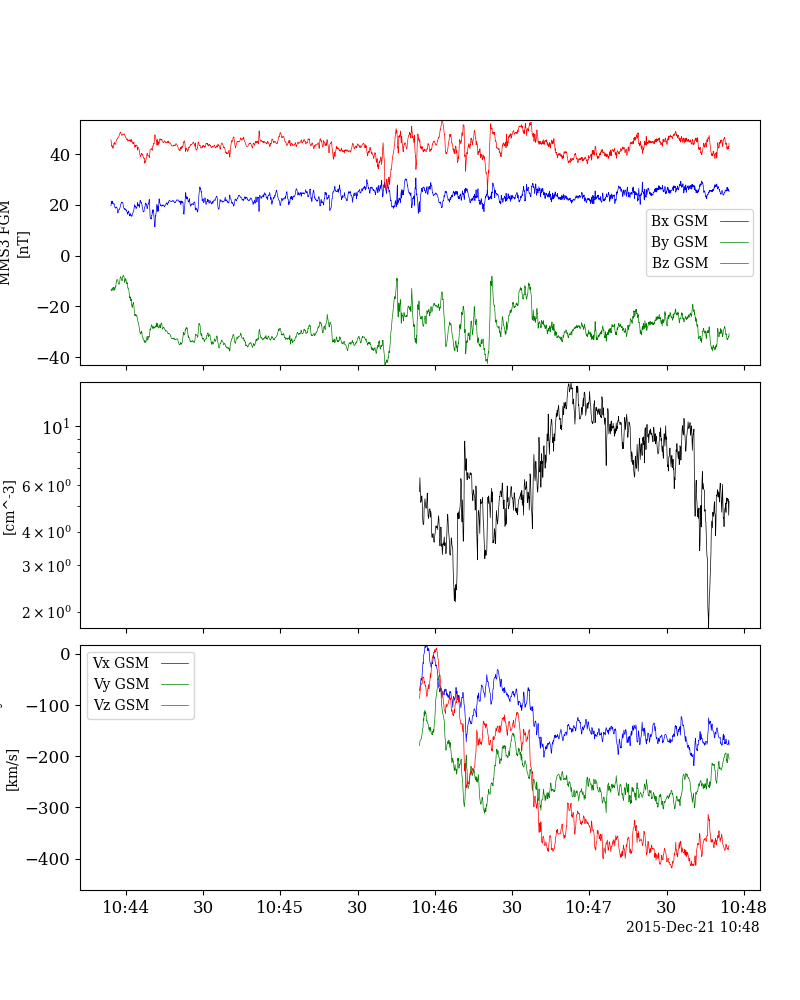 MMS3 FGM
[nT]
40
20
0
−20
−40
Bx GSM
By GSM
Bz GSM
[cm^-3]
10¹
6 × 10⁰
4 × 10⁰
3 × 10⁰
2 × 10⁰
[km/s]
0
−100
−200
−300
−400
Vx GSM
Vy GSM
Vz GSM
10:44 30 10:45 30 10:46 30 10:47 30 10:48
2015-Dec-21 10:48